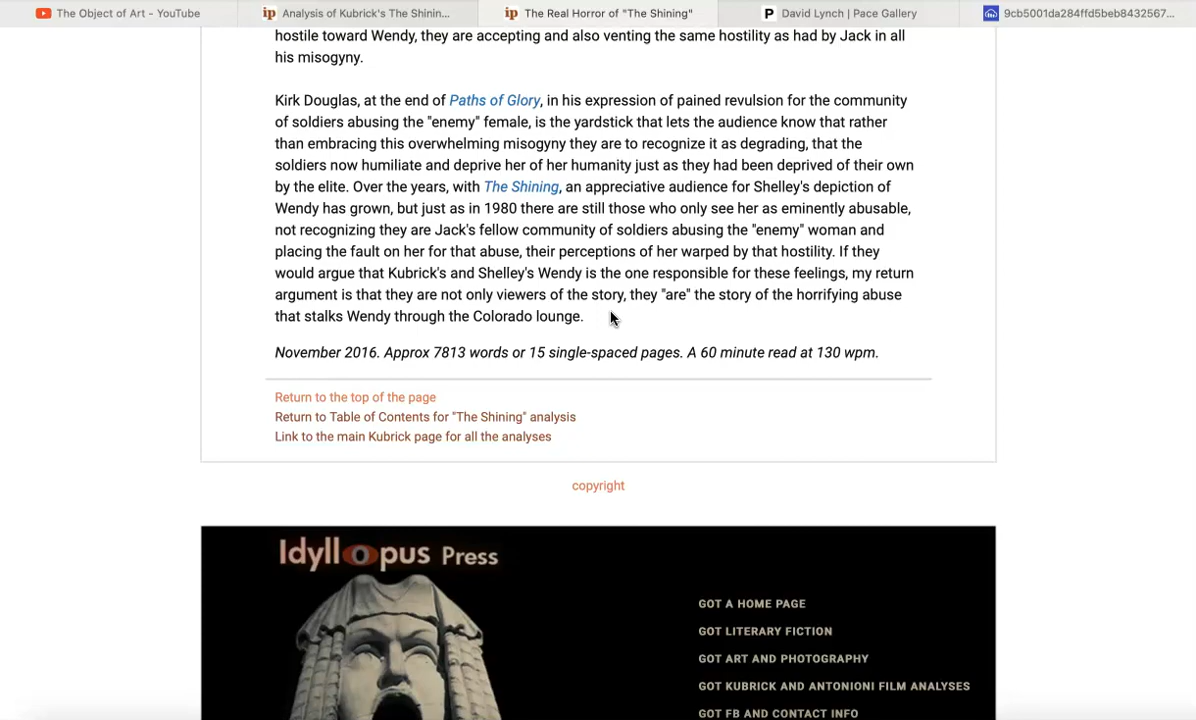 The Object of Art - YouTube
ip Analysis of Kubrick's The Shinin...
ip The Real Horror of "The Shining"
P David Lynch | Pace Gallery
9cb5001da284ffd5beb8432567...
hostile toward Wendy, they are accepting and also venting the same hostility as had by Jack in all
his misogyny.
Kirk Douglas, at the end of Paths of Glory, in his expression of pained revulsion for the community
of soldiers abusing the "enemy" female, is the yardstick that lets the audience know that rather
than embracing this overwhelming misogyny they are to recognize it as degrading, that the
soldiers now humiliate and deprive her of her humanity just as they had been deprived of their own
by the elite. Over the years, with The Shining, an appreciative audience for Shelley's depiction of
Wendy has grown, but just as in 1980 there are still those who only see her as eminently abusable,
not recognizing they are Jack's fellow community of soldiers abusing the "enemy" woman and
placing the fault on her for that abuse, their perceptions of her warped by that hostility. If they
would argue that Kubrick's and Shelley's Wendy is the one responsible for these feelings, my return
argument is that they are not only viewers of the story, they "are" the story of the horrifying abuse
that stalks Wendy through the Colorado lounge.
November 2016. Approx 7813 words or 15 single-spaced pages. A 60 minute read at 130 wpm.
Return to the top of the page
Return to Table of Contents for "The Shining" analysis
Link to the main Kubrick page for all the analyses
copyright
Idyllopus Press
GOT A HOME PAGE
GOT LITERARY FICTION
GOT ART AND PHOTOGRAPHY
GOT KUBRICK AND ANTONIONI FILM ANALYSES
GOT FB AND CONTACT INFO